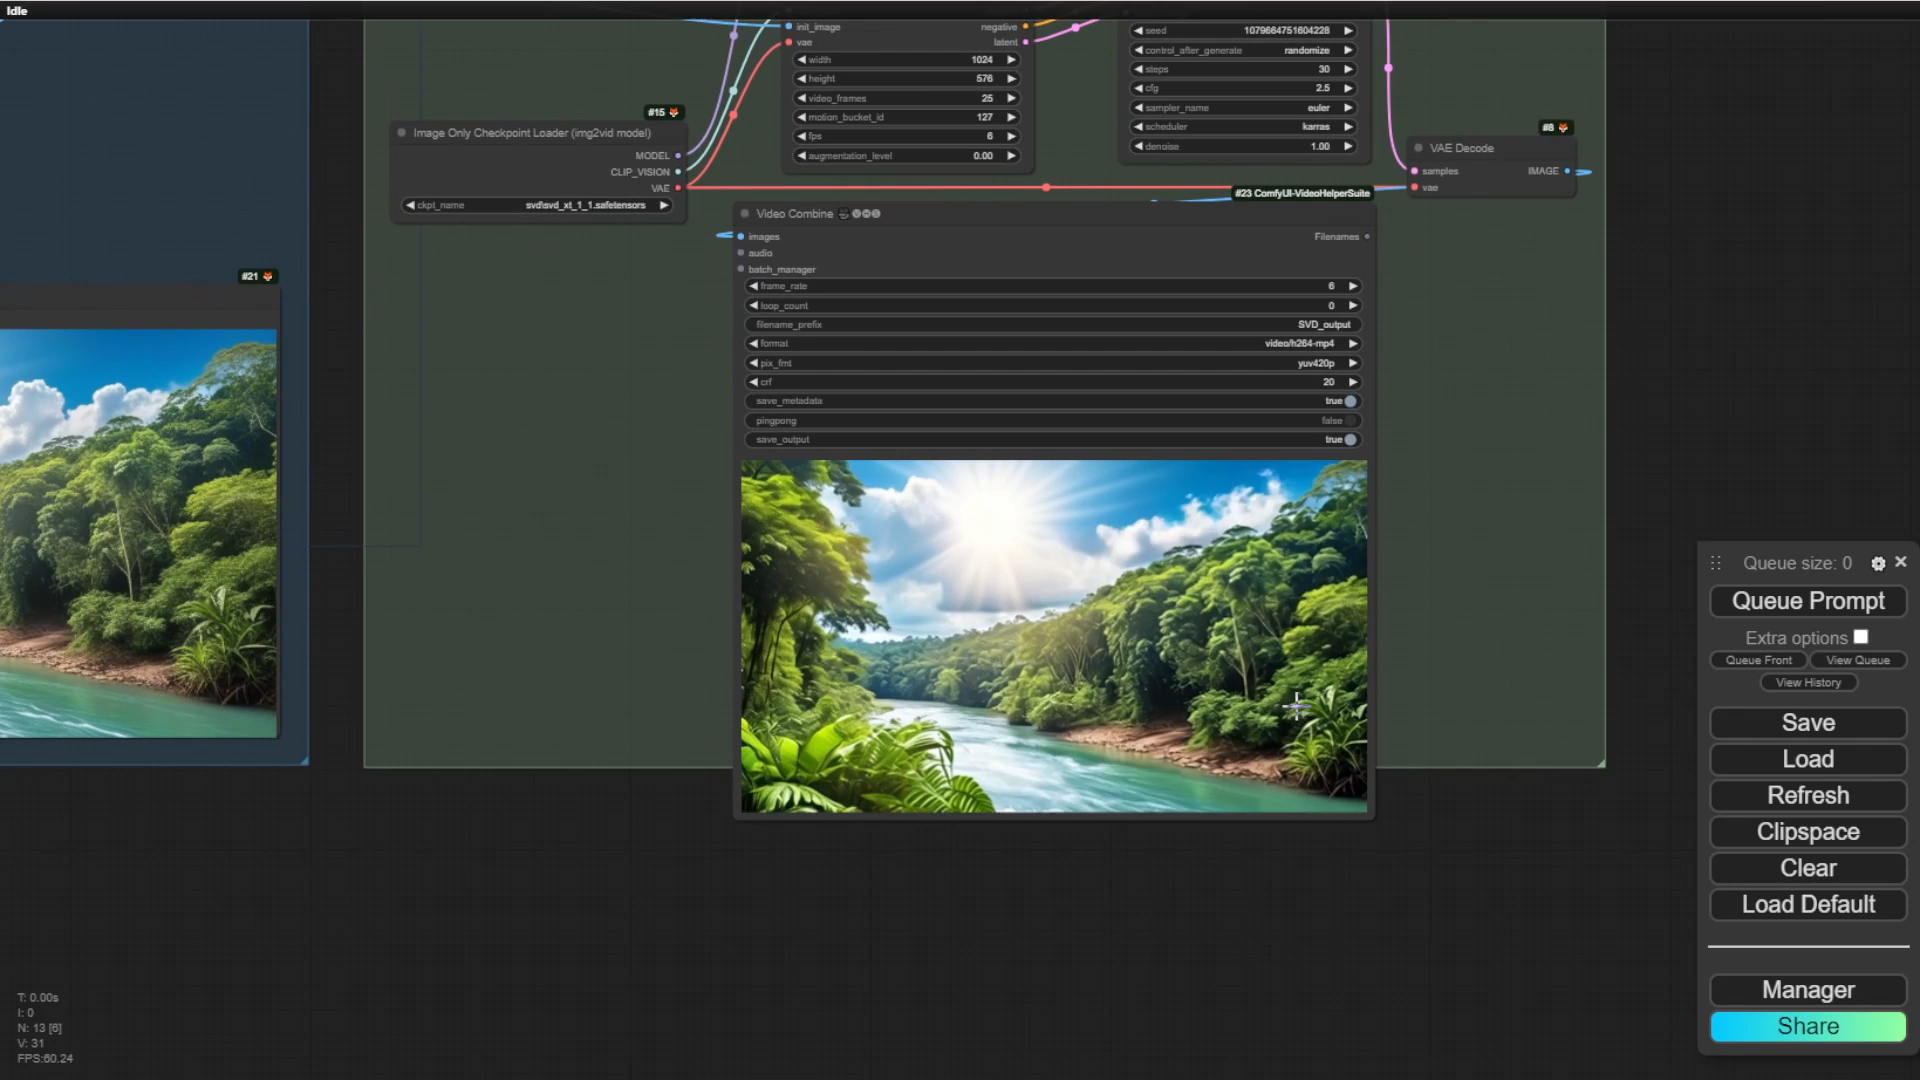 Idle
init_image negative
vae latent
width 1024
height 576
video_frames 25
motion_bucket_id 127
fps 6
augmentation_level 0.00
seed 1079664751604228
control_after_generate randomize
steps 30
cfg 2.5
sampler_name euler
scheduler karras
denoise 1.00
#15
Image Only Checkpoint Loader (img2vid model)
MODEL
CLIP_VISION
VAE
ckpt_name svd\svd_xt_1_1.safetensors
#8
VAE Decode
samples IMAGE
vae
#23 ComfyUI-VideoHelperSuite
Video Combine
images Filenames
audio
batch_manager
frame_rate 6
loop_count 0
filename_prefix SVD_output
format video/h264-mp4
pix_fmt yuv420p
crf 20
save_metadata true
pingpong false
save_output true
#21
Queue size: 0
Queue Prompt
Extra options
Queue Front View Queue
View History
Save
Load
Refresh
Clipspace
Clear
Load Default
Manager
Share
T: 0.00s
I: 0
N: 13 [6]
V: 31
FPS:60.24